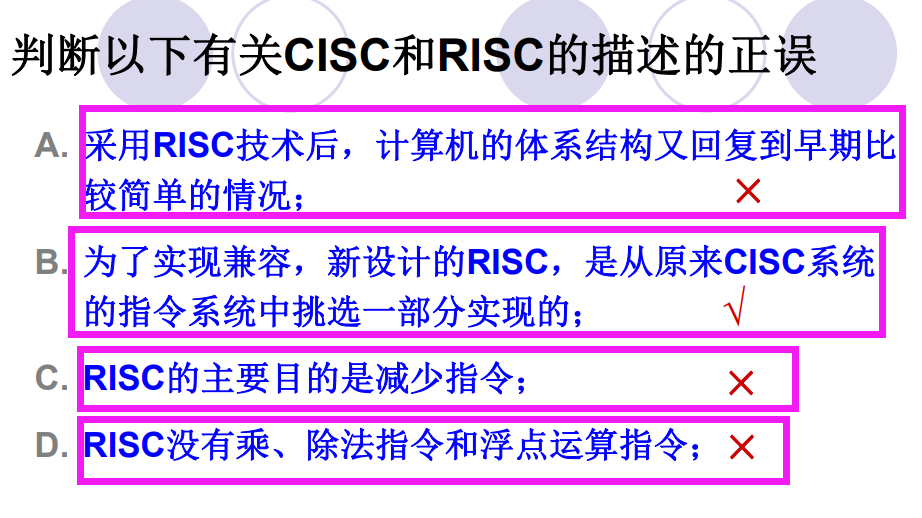 判断以下有关CISC和RISC的描述的正误
A. 采用RISC技术后，计算机的体系结构又回复到早期比
较简单的情况； ×
B. 为了实现兼容，新设计的RISC，是从原来CISC系统
的指令系统中挑选一部分实现的； √
C. RISC的主要目的是减少指令； ×
D. RISC没有乘、除法指令和浮点运算指令； ×